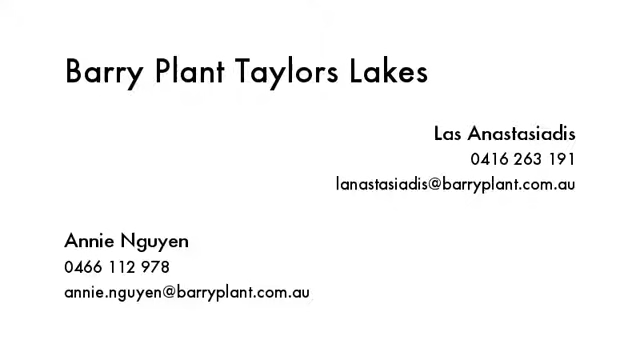 Barry Plant Taylors Lakes
Las Anastasiadis
0416 263 191
lanastasiadis@barryplant.com.au
Annie Nguyen
0466 112 978
annie.nguyen@barryplant.com.au